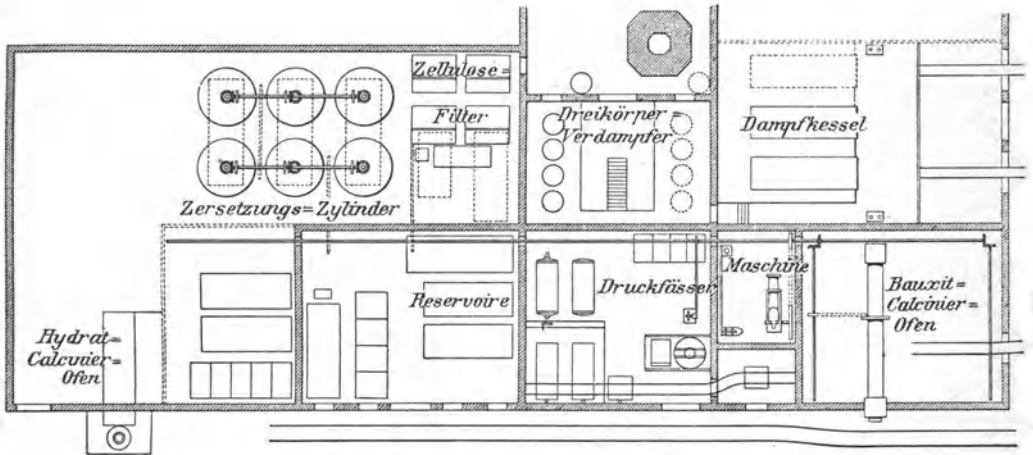 Zellulose=
Filter
Dreikörper=
Verdampfer
Dampfkessel
Zersetzungs=Zylinder
Reservoire
Druckfässer
Maschine
Bauxit=
Calcinier=
Ofen
Hydrat=
Calcinier=
Ofen